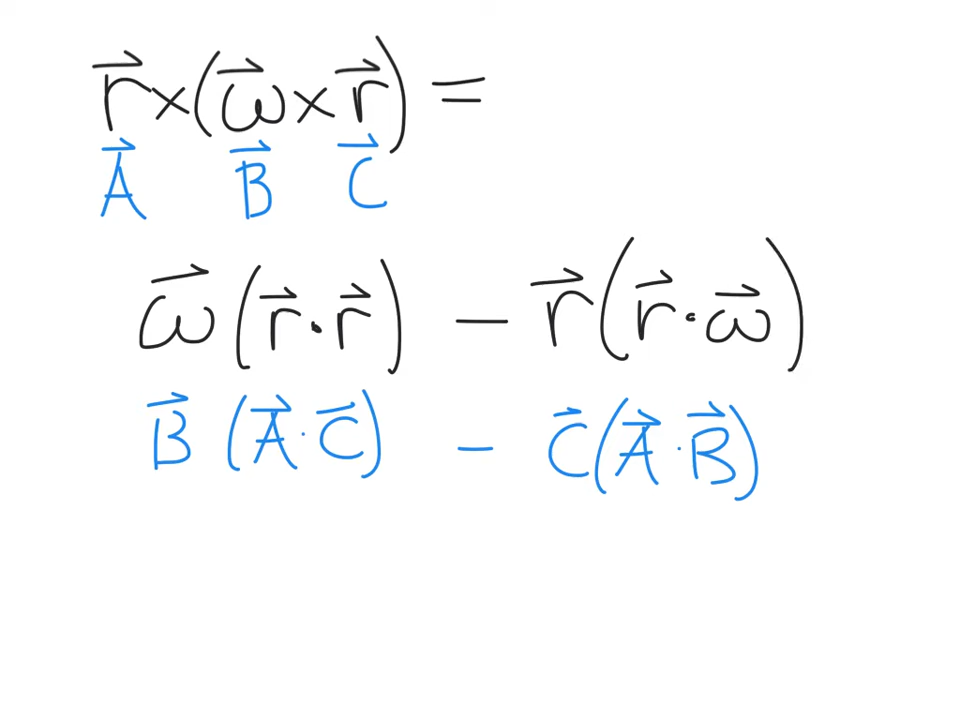 r⃗×(ω⃗×r⃗)=
A⃗ B⃗ C⃗
ω⃗(r⃗·r⃗) − r⃗(r⃗·ω⃗)
B⃗(A⃗·C⃗) − C⃗(A⃗·B⃗)